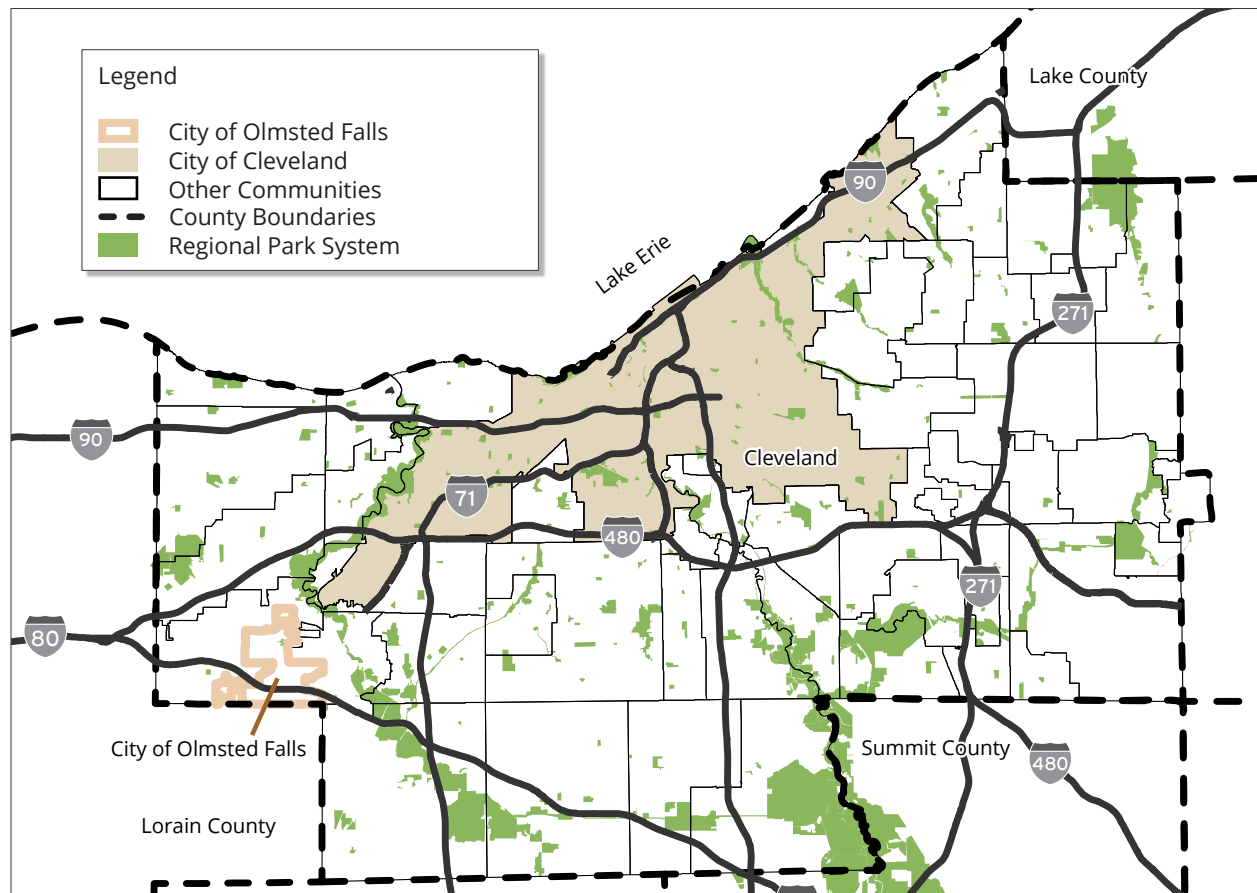 Legend
City of Olmsted Falls
City of Cleveland
Other Communities
County Boundaries
Regional Park System
Lake County
90
Lake Erie
271
90
Cleveland
71
480
271
80
City of Olmsted Falls
Summit County
480
Lorain County